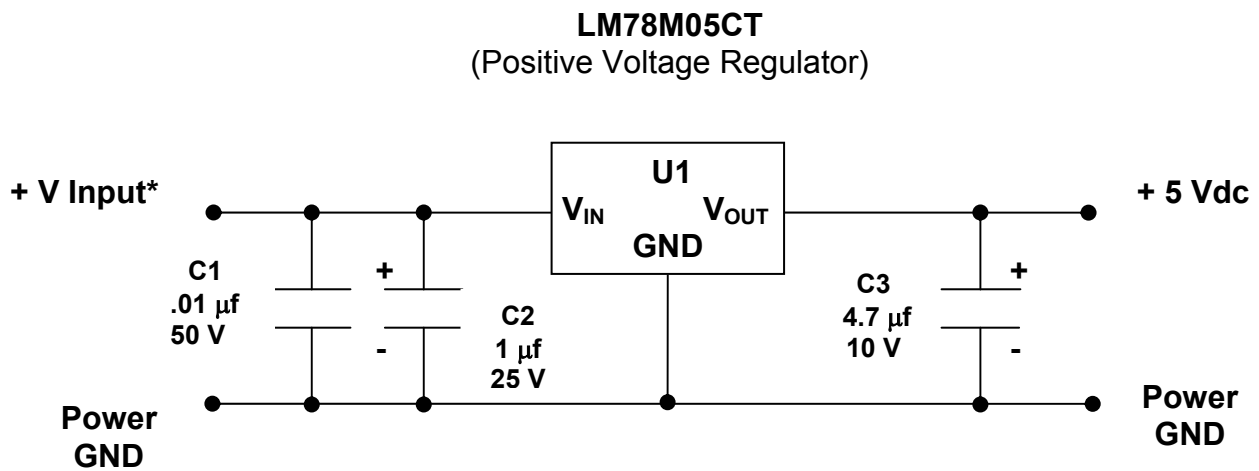 LM78M05CT
(Positive Voltage Regulator)
+ V Input*
U1
V_IN V_OUT
GND
+ 5 Vdc
C1
.01 μf
50 V
+
-
C2
1 μf
25 V
C3
4.7 μf
10 V
+
-
Power
GND
Power
GND